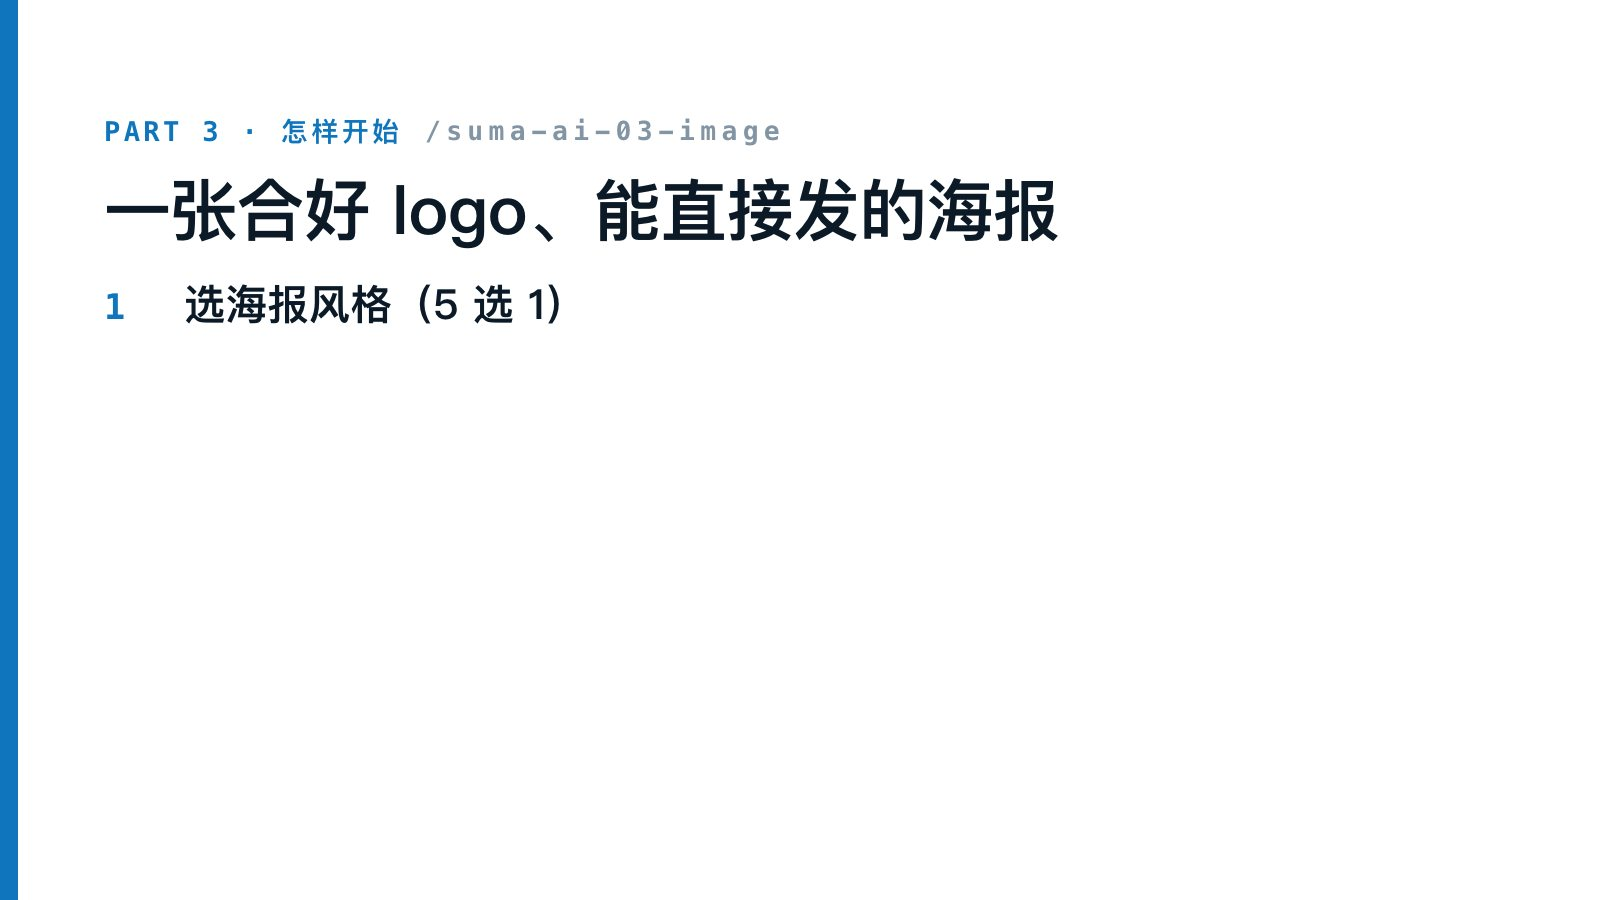 PART 3 · 怎样开始 /suma-ai-03-image
一张合好 logo、能直接发的海报
1 选海报风格（5 选 1）